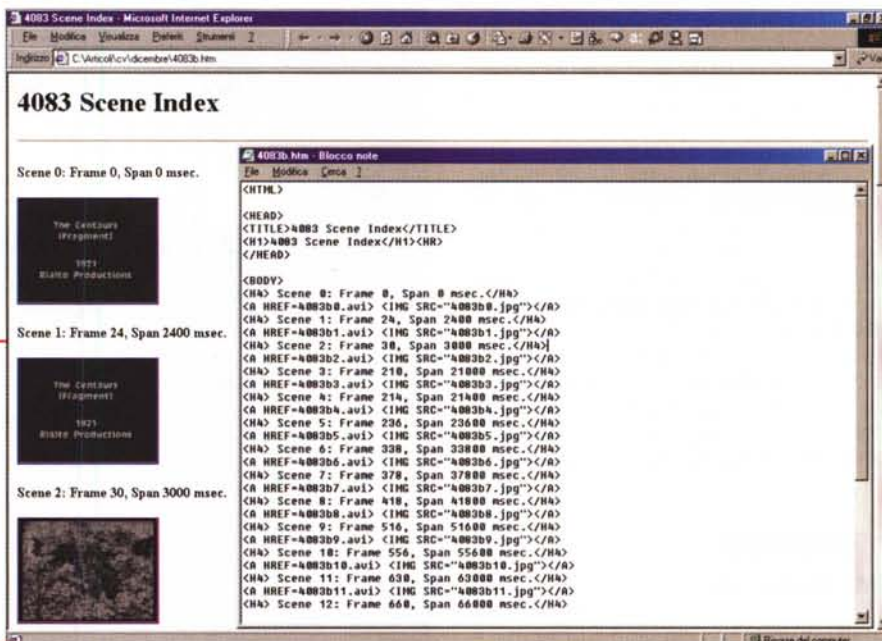 4083 Scene Index - Microsoft Internet Explorer
File Modifica Visualizza Preferiti Strumenti ?
Indirizzo C:\Articoli\cv\dicembre\4083b.htm
4083 Scene Index
Scene 0: Frame 0, Span 0 msec.
The Centaurs
(Fragment)
1921
Rialto Productions
Scene 1: Frame 24, Span 2400 msec.
The Centaurs
(Fragment)
1921
Rialto Productions
Scene 2: Frame 30, Span 3000 msec.
4083b.htm - Blocco note
File Modifica Cerca ?
<HTML>
<HEAD>
<TITLE>4083 Scene Index</TITLE>
<H1>4083 Scene Index</H1><HR>
</HEAD>
<BODY>
<H4> Scene 0: Frame 0, Span 0 msec.</H4>
<A HREF=4083b0.avi> <IMG SRC="4083b0.jpg"></A>
<H4> Scene 1: Frame 24, Span 2400 msec.</H4>
<A HREF=4083b1.avi> <IMG SRC="4083b1.jpg"></A>
<H4> Scene 2: Frame 30, Span 3000 msec.</H4>
<A HREF=4083b2.avi> <IMG SRC="4083b2.jpg"></A>
<H4> Scene 3: Frame 210, Span 21000 msec.</H4>
<A HREF=4083b3.avi> <IMG SRC="4083b3.jpg"></A>
<H4> Scene 4: Frame 214, Span 21400 msec.</H4>
<A HREF=4083b4.avi> <IMG SRC="4083b4.jpg"></A>
<H4> Scene 5: Frame 236, Span 23600 msec.</H4>
<A HREF=4083b5.avi> <IMG SRC="4083b5.jpg"></A>
<H4> Scene 6: Frame 338, Span 33800 msec.</H4>
<A HREF=4083b6.avi> <IMG SRC="4083b6.jpg"></A>
<H4> Scene 7: Frame 378, Span 37800 msec.</H4>
<A HREF=4083b7.avi> <IMG SRC="4083b7.jpg"></A>
<H4> Scene 8: Frame 418, Span 41800 msec.</H4>
<A HREF=4083b8.avi> <IMG SRC="4083b8.jpg"></A>
<H4> Scene 9: Frame 516, Span 51600 msec.</H4>
<A HREF=4083b9.avi> <IMG SRC="4083b9.jpg"></A>
<H4> Scene 10: Frame 556, Span 55600 msec.</H4>
<A HREF=4083b10.avi> <IMG SRC="4083b10.jpg"></A>
<H4> Scene 11: Frame 630, Span 63000 msec.</H4>
<A HREF=4083b11.avi> <IMG SRC="4083b11.jpg"></A>
<H4> Scene 12: Frame 660, Span 66000 msec.</H4>
Risorse del computer